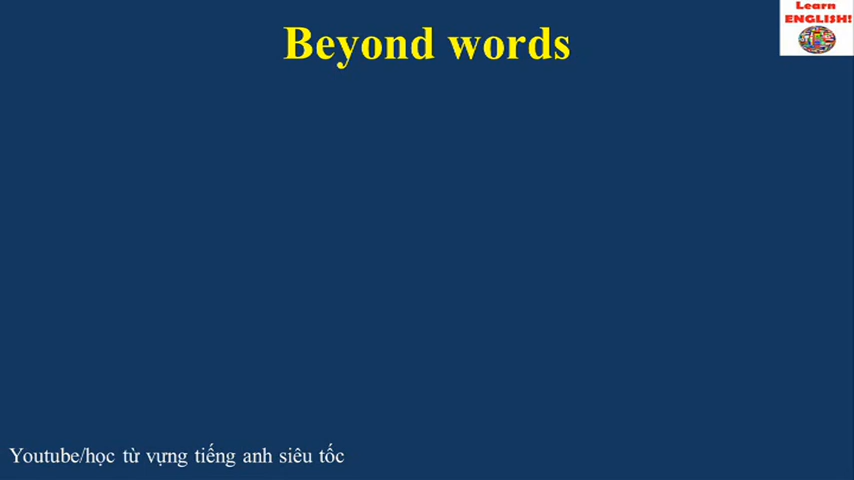 Learn
ENGLISH!
Beyond words
Youtube/học từ vựng tiếng anh siêu tốc